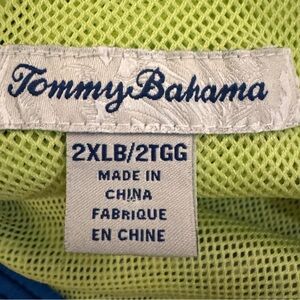 Tommy Bahama
2XLB/2TGG
MADE IN
CHINA
FABRIQUE
EN CHINE